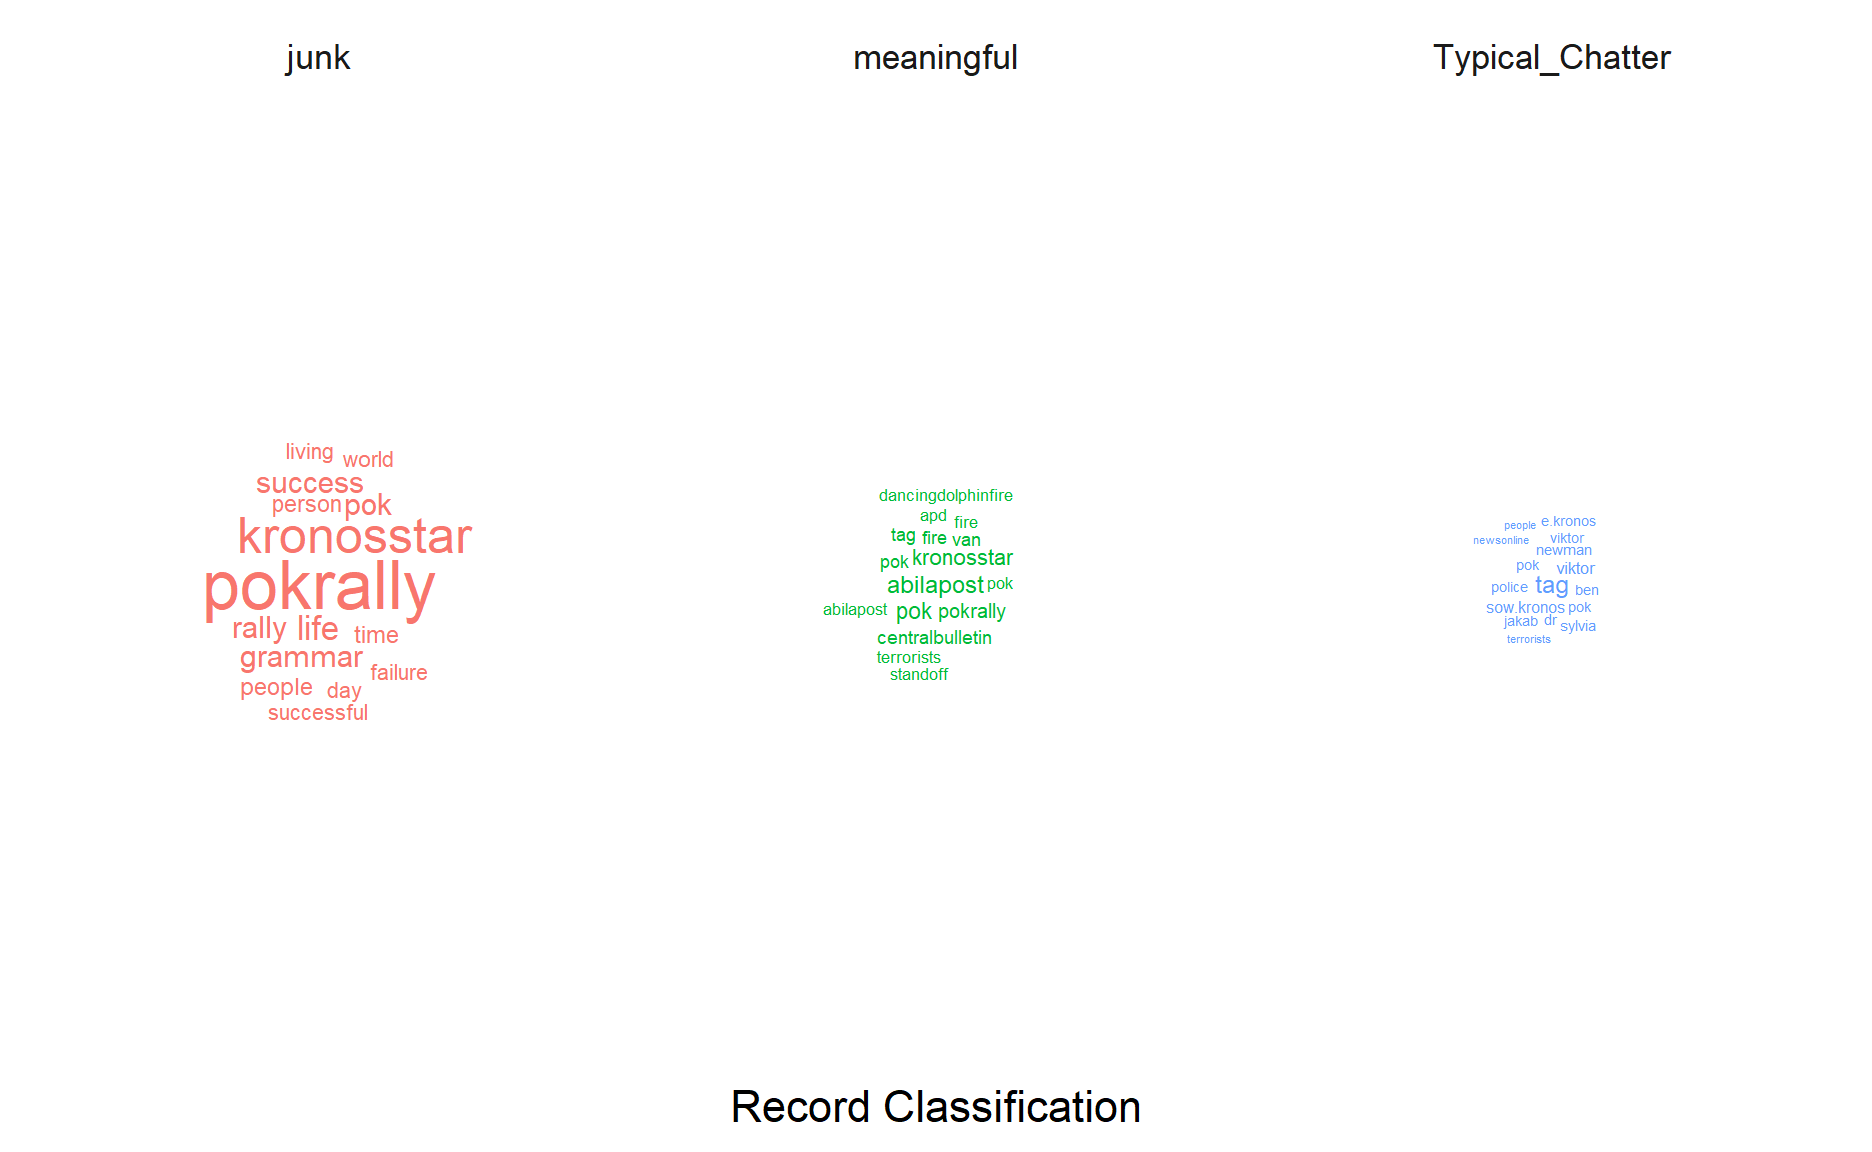 junk
meaningful
Typical_Chatter
living world
success
person pok
kronosstar
pokrally
rally life time
grammar
failure
people day
successful
dancingdolphinfire
apd fire
tag fire van
pok kronosstar
abilapost pok
abilapost pok pokrally
centralbulletin
terrorists
standoff
people e.kronos
newsonline viktor
newman
pok viktor
police tag ben
sow.kronos pok
jakab dr sylvia
terrorists
Record Classification